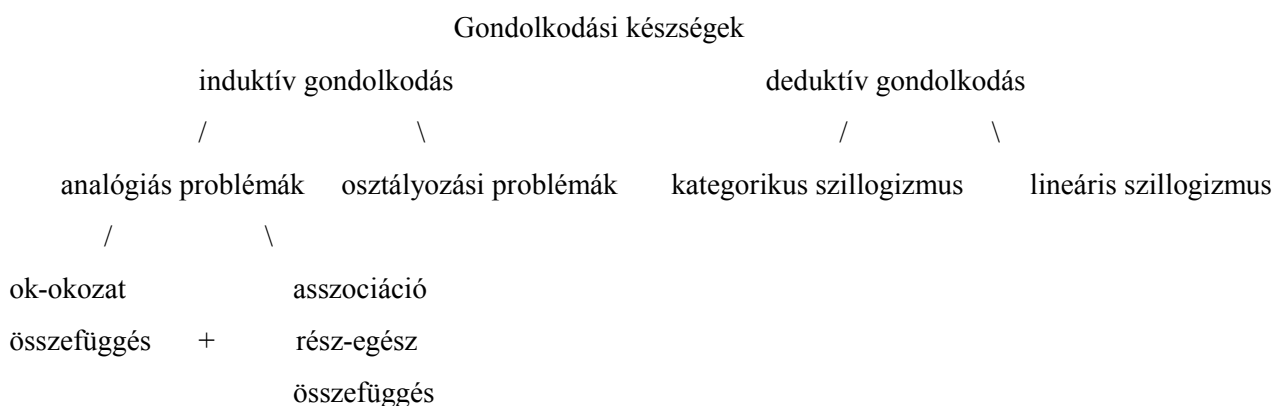 Gondolkodási készségek
induktív gondolkodás deduktív gondolkodás
/ \ / \
analógiás problémák osztályozási problémák kategorikus szillogizmus lineáris szillogizmus
/ \
ok-okozat asszociáció
összefüggés + rész-egész
összefüggés